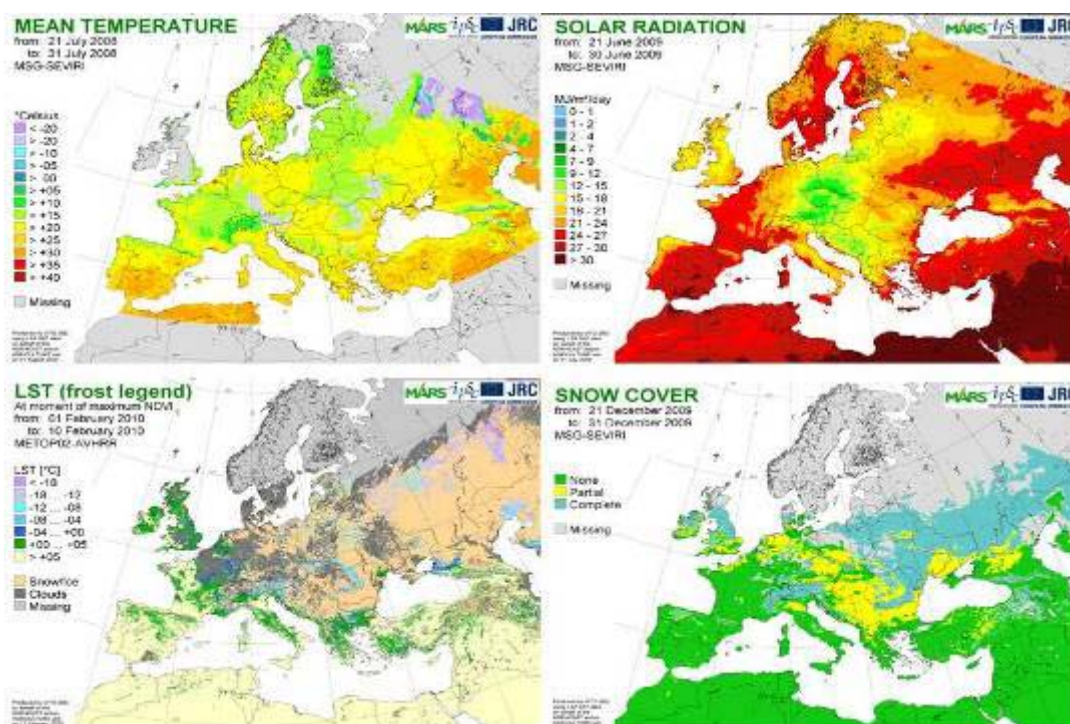 MEAN TEMPERATURE
from: 21 July 2008
to: 31 July 2008
MSG-SEVIRI
MARS
JRC
°Celsius
< -20
> -20
> -10
> -05
> -00
> +05
> +10
> +15
> +20
> +25
> +30
> +35
> +40
Missing
SOLAR RADIATION
from: 21 June 2009
to: 30 June 2009
MSG-SEVIRI
MARS
JRC
MJ/m²/day
0 - 1
1 - 2
2 - 4
4 - 7
7 - 9
9 - 12
12 - 15
15 - 18
18 - 21
21 - 24
24 - 27
27 - 30
> 30
Missing
LST (frost legend)
At moment of maximum NDVI
from: 01 February 2010
to: 10 February 2010
METOP02-AVHRR
MARS
JRC
LST [°C]
< -18
-18 ... -12
-12 ... -08
-08 ... -04
-04 ... +00
+00 ... +05
> +05
Snow/Ice
Clouds
Missing
SNOW COVER
from: 21 December 2009
to: 31 December 2009
MSG-SEVIRI
MARS
JRC
None
Partial
Complete
Missing